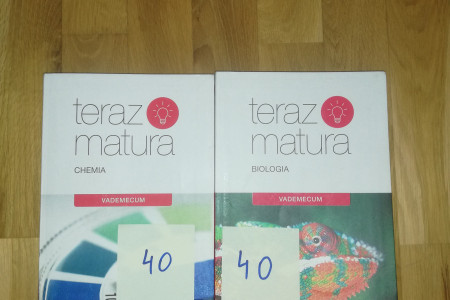 teraz
matura
CHEMIA
VADEMECUM
40
teraz
matura
BIOLOGIA
VADEMECUM
40